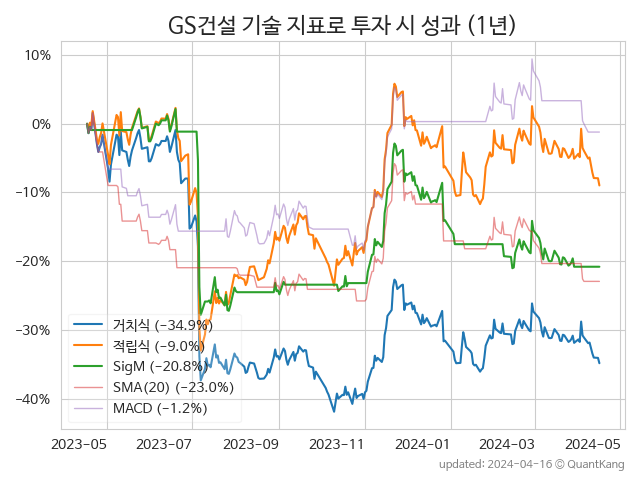 GS건설 기술 지표로 투자 시 성과 (1년)
10%
0%
−10%
−20%
−30%
−40%
거치식 (−34.9%)
적립식 (−9.0%)
SigM (−20.8%)
SMA(20) (−23.0%)
MACD (−1.2%)
2023-05 2023-07 2023-09 2023-11 2024-01 2024-03 2024-05
updated: 2024-04-16 © QuantKang